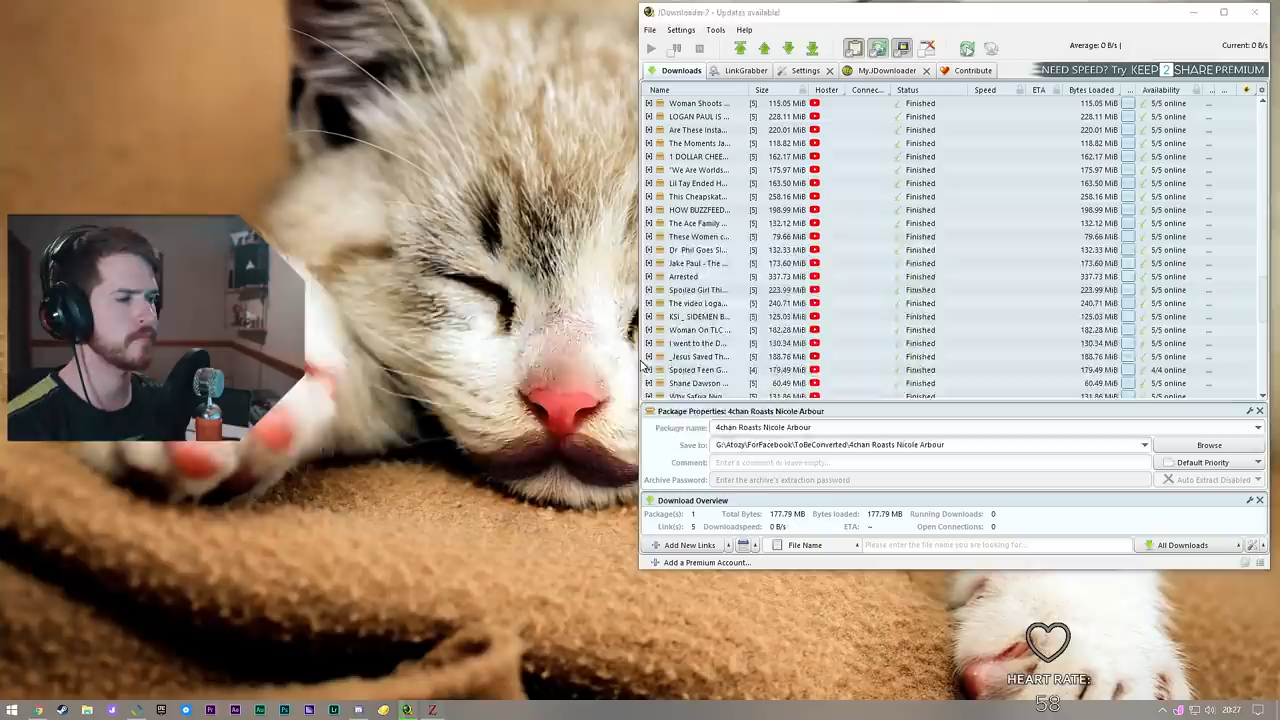 JDownloader 2 - Updates available!
File Settings Tools Help
Average: 0 B/s | Current: 0 B/s
Downloads LinkGrabber Settings MyJDownloader Contribute NEED SPEED? Try KEEP 2 SHARE PREMIUM
Name Size Hoster Connec... Status Speed ETA Bytes Loaded ... Availability ... ...
Woman Shoots ... [5] 115.05 MiB Finished 115.05 MiB 5/5 online ...
LOGAN PAUL IS ... [5] 228.11 MiB Finished 228.11 MiB 5/5 online ...
Are These Insta... [5] 220.01 MiB Finished 220.01 MiB 5/5 online ...
The Moments Ja... [5] 118.82 MiB Finished 118.82 MiB 5/5 online ...
1 DOLLAR CHEE... [5] 162.17 MiB Finished 162.17 MiB 5/5 online ...
"We Are Worlds... [5] 175.97 MiB Finished 175.97 MiB 5/5 online ...
Lil Tay Ended H... [5] 163.50 MiB Finished 163.50 MiB 5/5 online ...
This Cheapskat... [5] 258.16 MiB Finished 258.16 MiB 5/5 online ...
HOW BUZZFEED... [5] 198.99 MiB Finished 198.99 MiB 5/5 online ...
The Ace Family ... [5] 132.12 MiB Finished 132.12 MiB 5/5 online ...
These Women c... [5] 79.66 MiB Finished 79.66 MiB 5/5 online ...
Dr. Phil Goes Sl... [5] 132.33 MiB Finished 132.33 MiB 5/5 online ...
Jake Paul - The ... [5] 173.60 MiB Finished 173.60 MiB 5/5 online ...
Arrested [5] 337.73 MiB Finished 337.73 MiB 5/5 online ...
Spoiled Girl Thi... [5] 223.99 MiB Finished 223.99 MiB 5/5 online ...
The video Loga... [5] 240.71 MiB Finished 240.71 MiB 5/5 online ...
KSI _ SIDEMEN B... [5] 125.03 MiB Finished 125.03 MiB 5/5 online ...
Woman On TLC ... [5] 182.28 MiB Finished 182.28 MiB 5/5 online ...
I went to the D... [5] 130.34 MiB Finished 130.34 MiB 5/5 online ...
_Jesus Saved Th... [5] 188.76 MiB Finished 188.76 MiB 5/5 online ...
Spoiled Teen G... [4] 179.49 MiB Finished 179.49 MiB 4/4 online ...
Shane Dawson ... [5] 60.49 MiB Finished 60.49 MiB 5/5 online ...
[5] 131.86 MiB Finished 131.86 MiB 5/5 online
Package Properties: 4chan Roasts Nicole Arbour
Package name: 4chan Roasts Nicole Arbour
Save to: G:\Atozy\ForFacebook\ToBeConverted\4chan Roasts Nicole Arbour Browse
Comment: Enter a comment or leave empty... Default Priority
Archive Password: Enter the archive's extraction password Auto Extract Disabled
Download Overview
Package(s): 1 Total Bytes: 177.79 MB Bytes loaded: 177.79 MB Running Downloads: 0
Link(s): 5 Downloadspeed: 0 B/s ETA: ~ Open Connections: 0
Add New Links File Name Please enter the file name you are looking for... All Downloads
Add a Premium Account...
HEART RATE:
58
Pr Ae Au Ps Lr Z 20:27